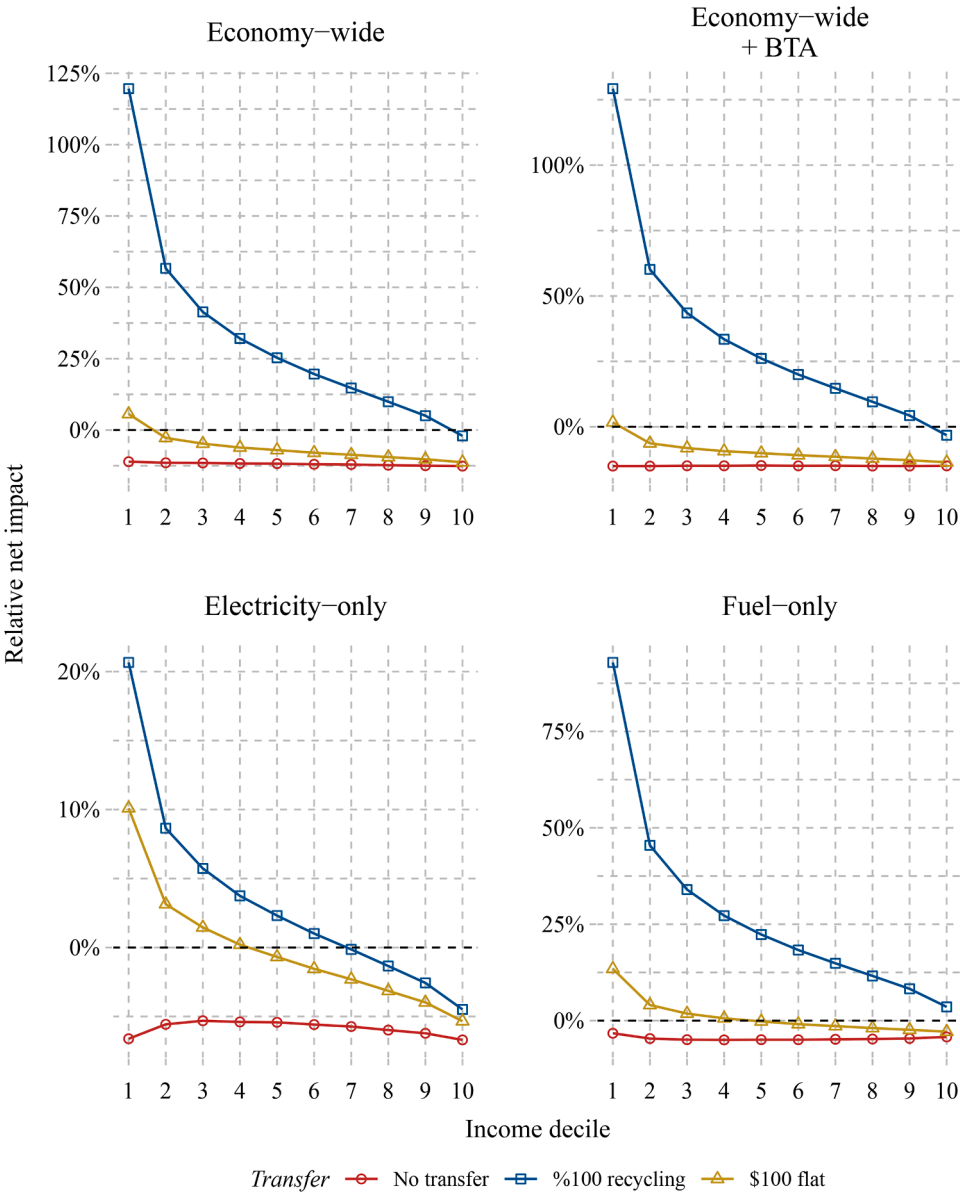 Economy−wide
Economy−wide
+ BTA
125%
100%
75%
50%
25%
0%
1 2 3 4 5 6 7 8 9 10
100%
50%
0%
1 2 3 4 5 6 7 8 9 10
Relative net impact
Electricity−only
Fuel−only
20%
10%
0%
1 2 3 4 5 6 7 8 9 10
75%
50%
25%
0%
1 2 3 4 5 6 7 8 9 10
Income decile
Transfer No transfer %100 recycling $100 flat